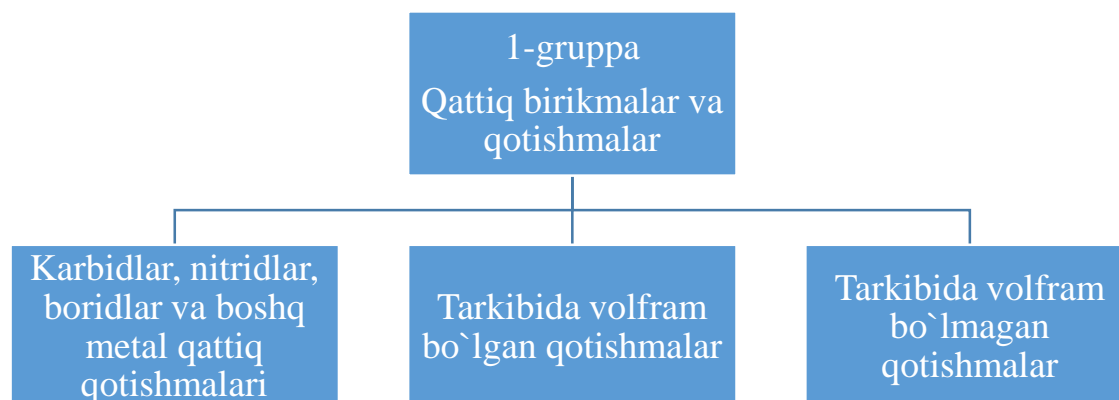 1-gruppa
Qattiq birikmalar va
qotishmalar
Karbidlar, nitridlar,
boridlar va boshq
metal qattiq
qotishmalari
Tarkibida volfram
bo`lgan qotishmalar
Tarkibida volfram
bo`lmagan
qotishmalar